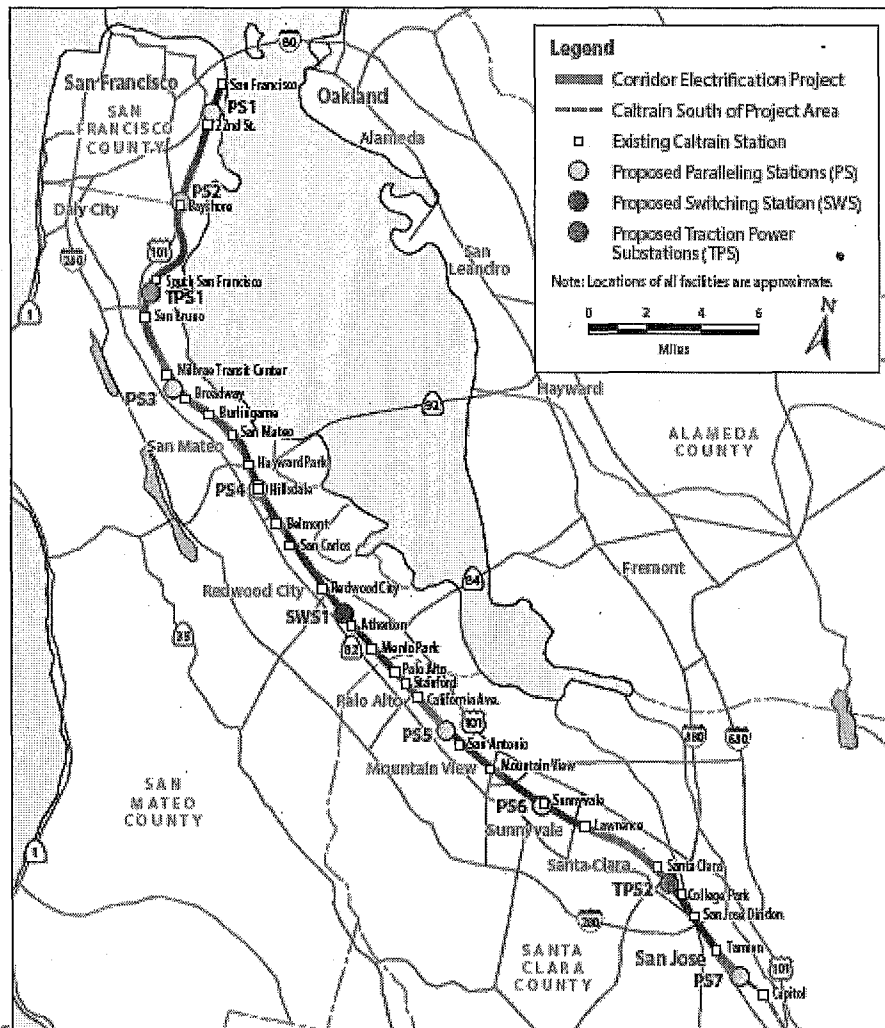 Legend
Corridor Electrification Project
Caltrain South of Project Area
Existing Caltrain Station
Proposed Paralleling Stations (PS)
Proposed Switching Station (SWS)
Proposed Traction Power
Substations (TPS)
Note: Locations of all facilities are approximate.
0 2 4 6
Miles
N
80
San Francisco
San Francisco
Oakland
SAN
FRANCISCO
COUNTY
PS1
22nd St.
Alameda
PS2
Bayshore
Daly City
101
280
San
Leandro
South San Francisco
TPS1
San Bruno
1
Millbrae Transit Center
PS3
Broadway
Burlingame
San Mateo
San Mateo
92
Hayward
ALAMEDA
COUNTY
Hayward Park
PS4
Hillsdale
Belmont
San Carlos
Redwood City
Redwood City
84
Fremont
SWS1
Atherton
82
Menlo Park
35
Palo Alto
Stanford
California Ave.
Palo Alto
101
PS5
San Antonio
880
680
Mountain View
Mountain View
SAN
MATEO
COUNTY
PS6
Sunnyvale
Sunnyvale
Lawrence
1
Santa Clara
Santa Clara
TPS2
College Park
San Jose Diridon
280
SANTA
CLARA
COUNTY
San Jose
Tamien
PS7
101
Capitol